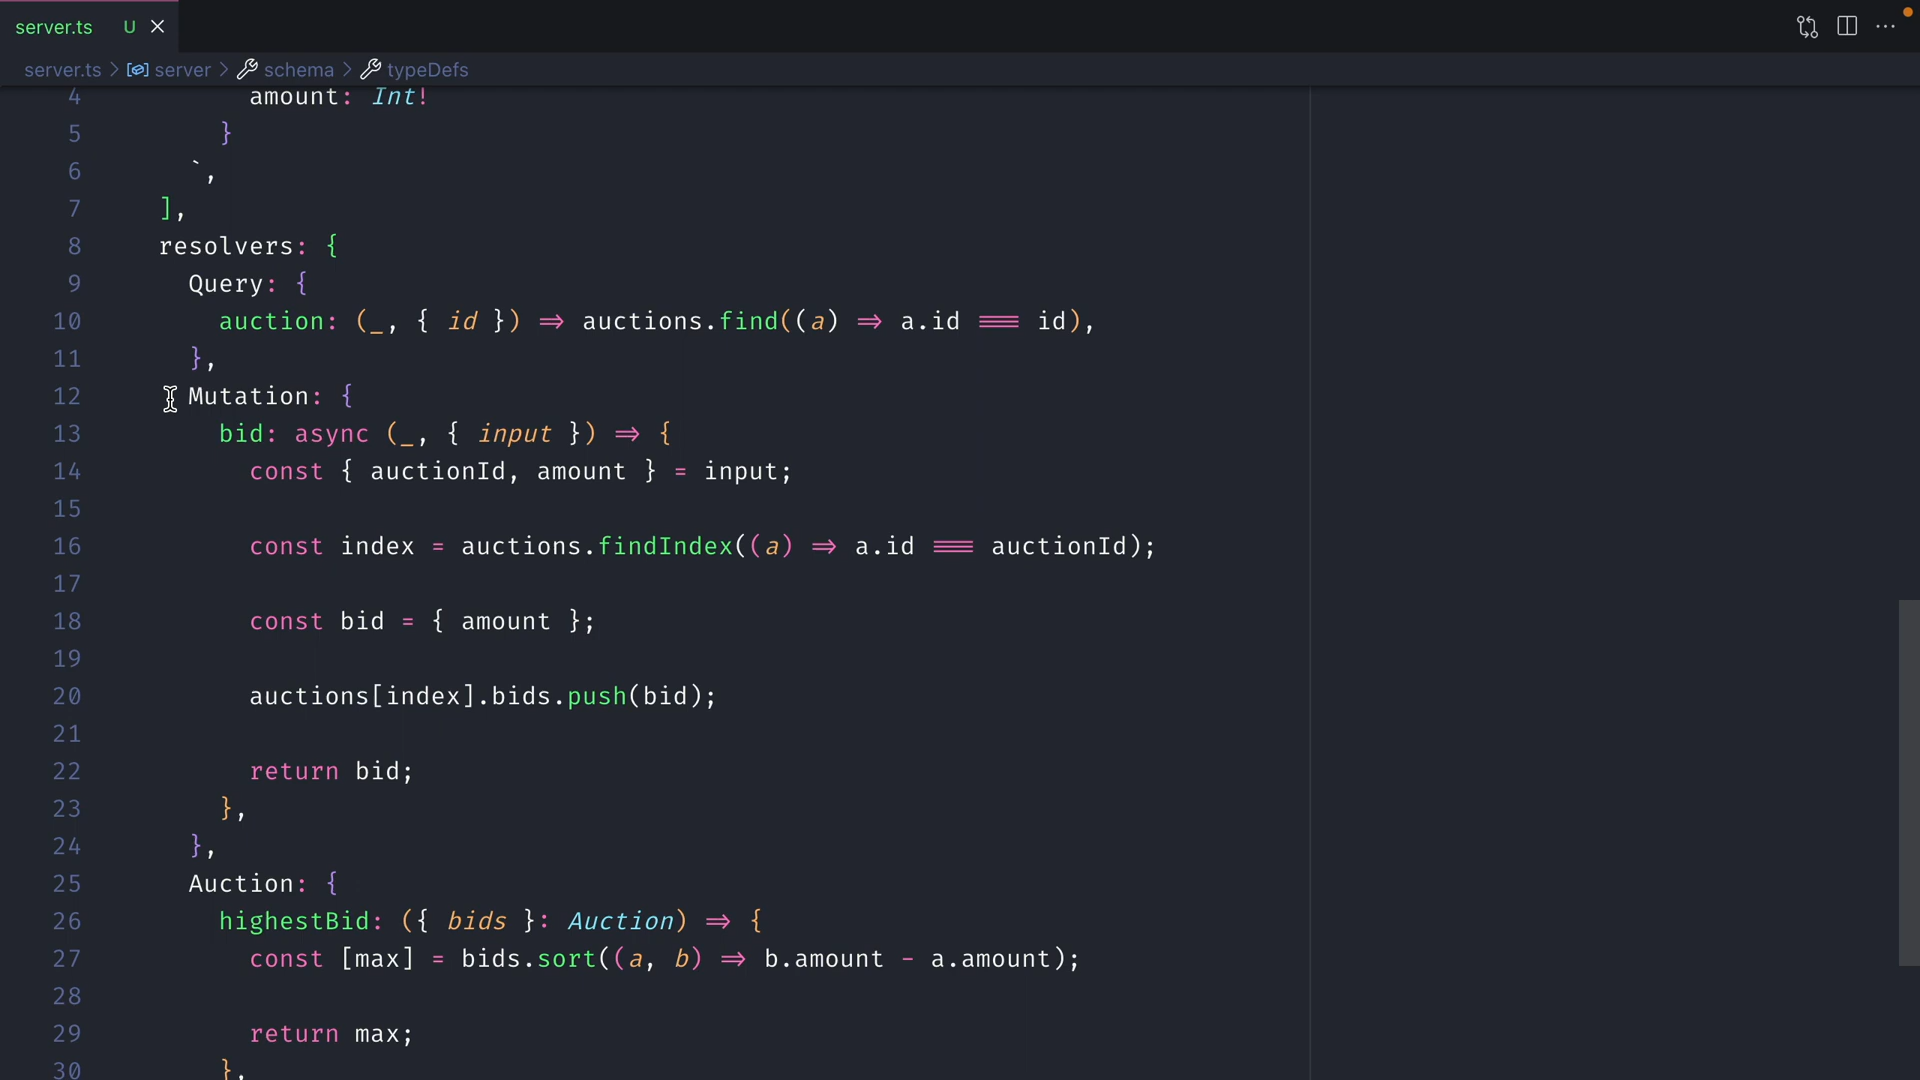 server.ts U
server.ts > server > schema > typeDefs
4 amount: Int!
5 }
6 `,
7 ],
8 resolvers: {
9 Query: {
10 auction: (_, { id }) => auctions.find((a) => a.id === id),
11 },
12 Mutation: {
13 bid: async (_, { input }) => {
14 const { auctionId, amount } = input;
15
16 const index = auctions.findIndex((a) => a.id === auctionId);
17
18 const bid = { amount };
19
20 auctions[index].bids.push(bid);
21
22 return bid;
23 },
24 },
25 Auction: {
26 highestBid: ({ bids }: Auction) => {
27 const [max] = bids.sort((a, b) => b.amount - a.amount);
28
29 return max;
30 },